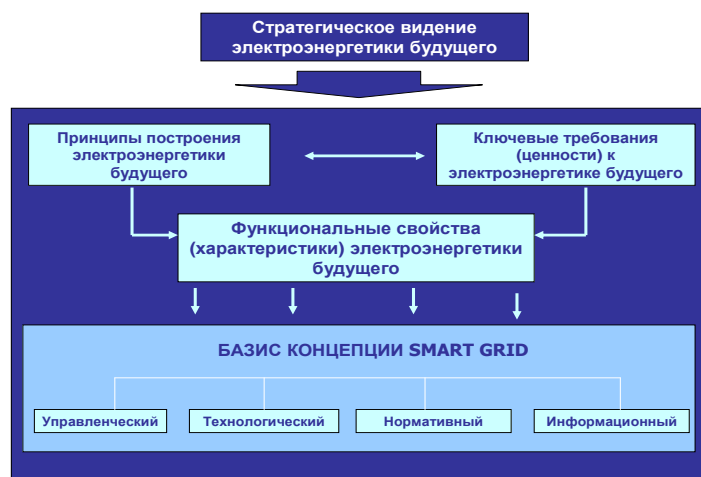 Стратегическое видение
электроэнергетики будущего
Принципы построения
электроэнергетики
будущего
Ключевые требования
(ценности) к
электроэнергетике будущего
Функциональные свойства
(характеристики) электроэнергетики
будущего
БАЗИС КОНЦЕПЦИИ SMART GRID
Управленческий
Технологический
Нормативный
Информационный